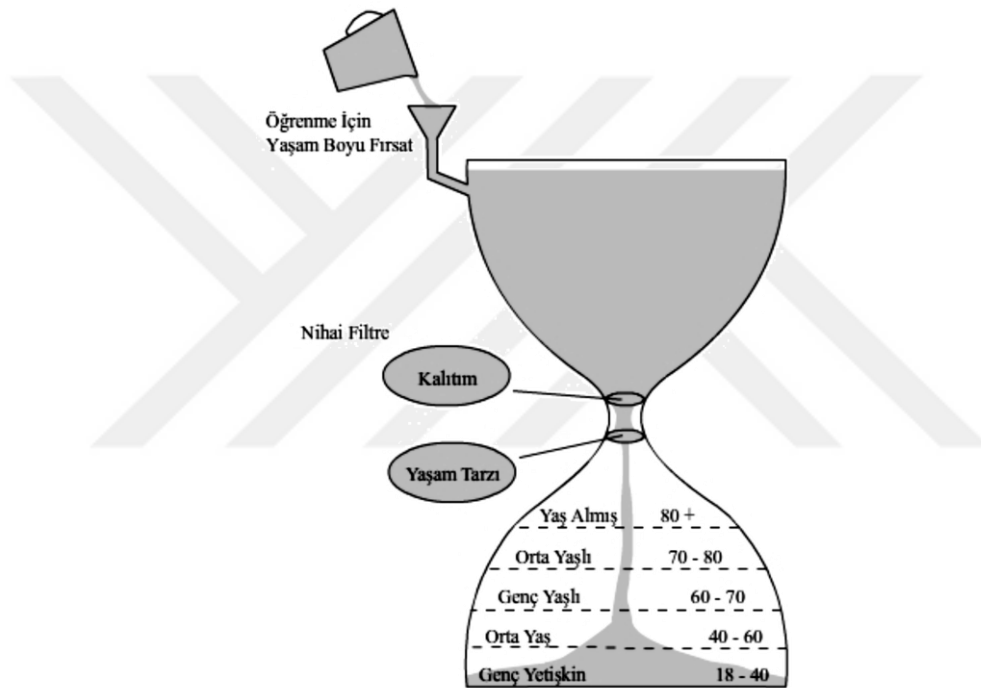 Öğrenme İçin
Yaşam Boyu Fırsat
Nihai Filtre
Kalıtım
Yaşam Tarzı
Yaş Almış 80 +
Orta Yaşlı 70 - 80
Genç Yaşlı 60 - 70
Orta Yaş 40 - 60
Genç Yetişkin 18 - 40